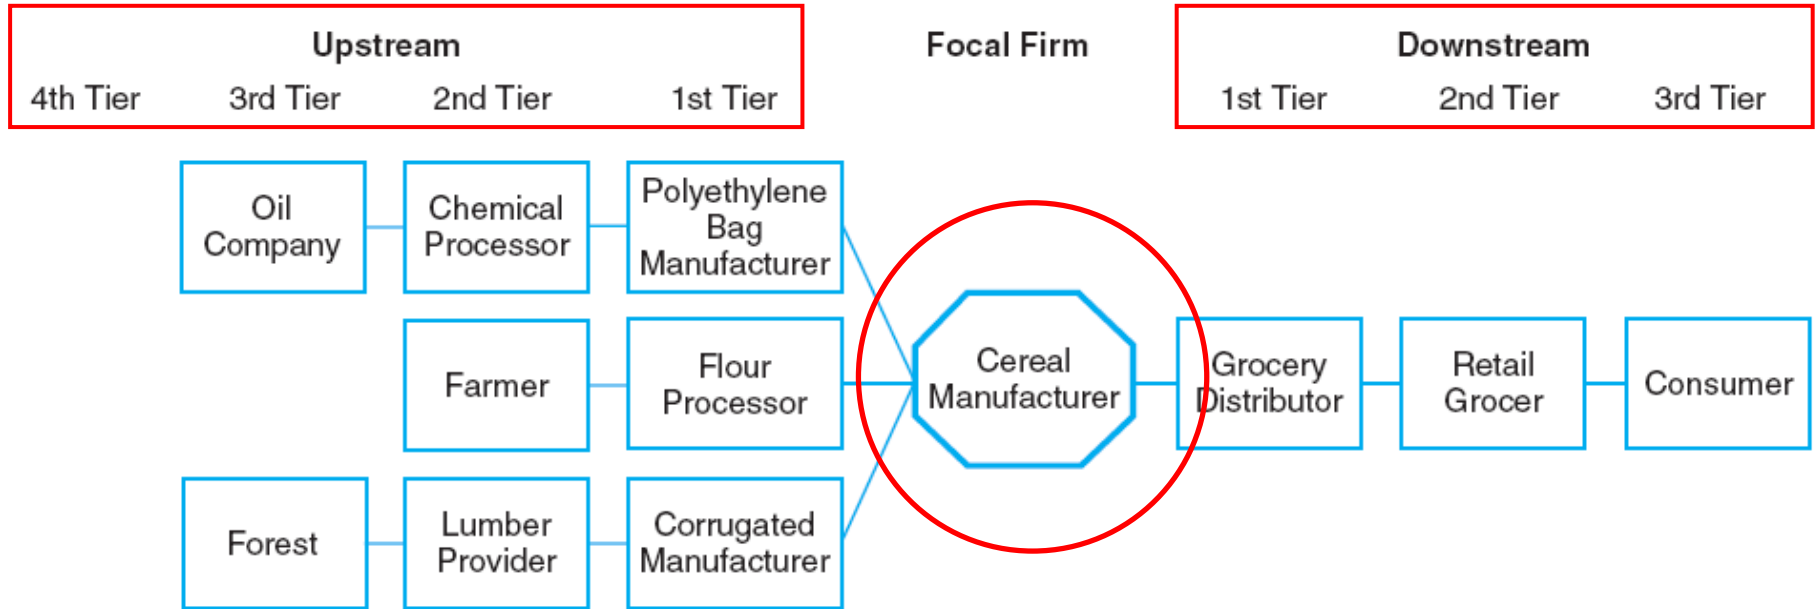 Upstream
Focal Firm
Downstream
4th Tier
3rd Tier
2nd Tier
1st Tier
1st Tier
2nd Tier
3rd Tier
Oil
Company
Chemical
Processor
Polyethylene
Bag
Manufacturer
Farmer
Flour
Processor
Cereal
Manufacturer
Grocery
Distributor
Retail
Grocer
Consumer
Forest
Lumber
Provider
Corrugated
Manufacturer